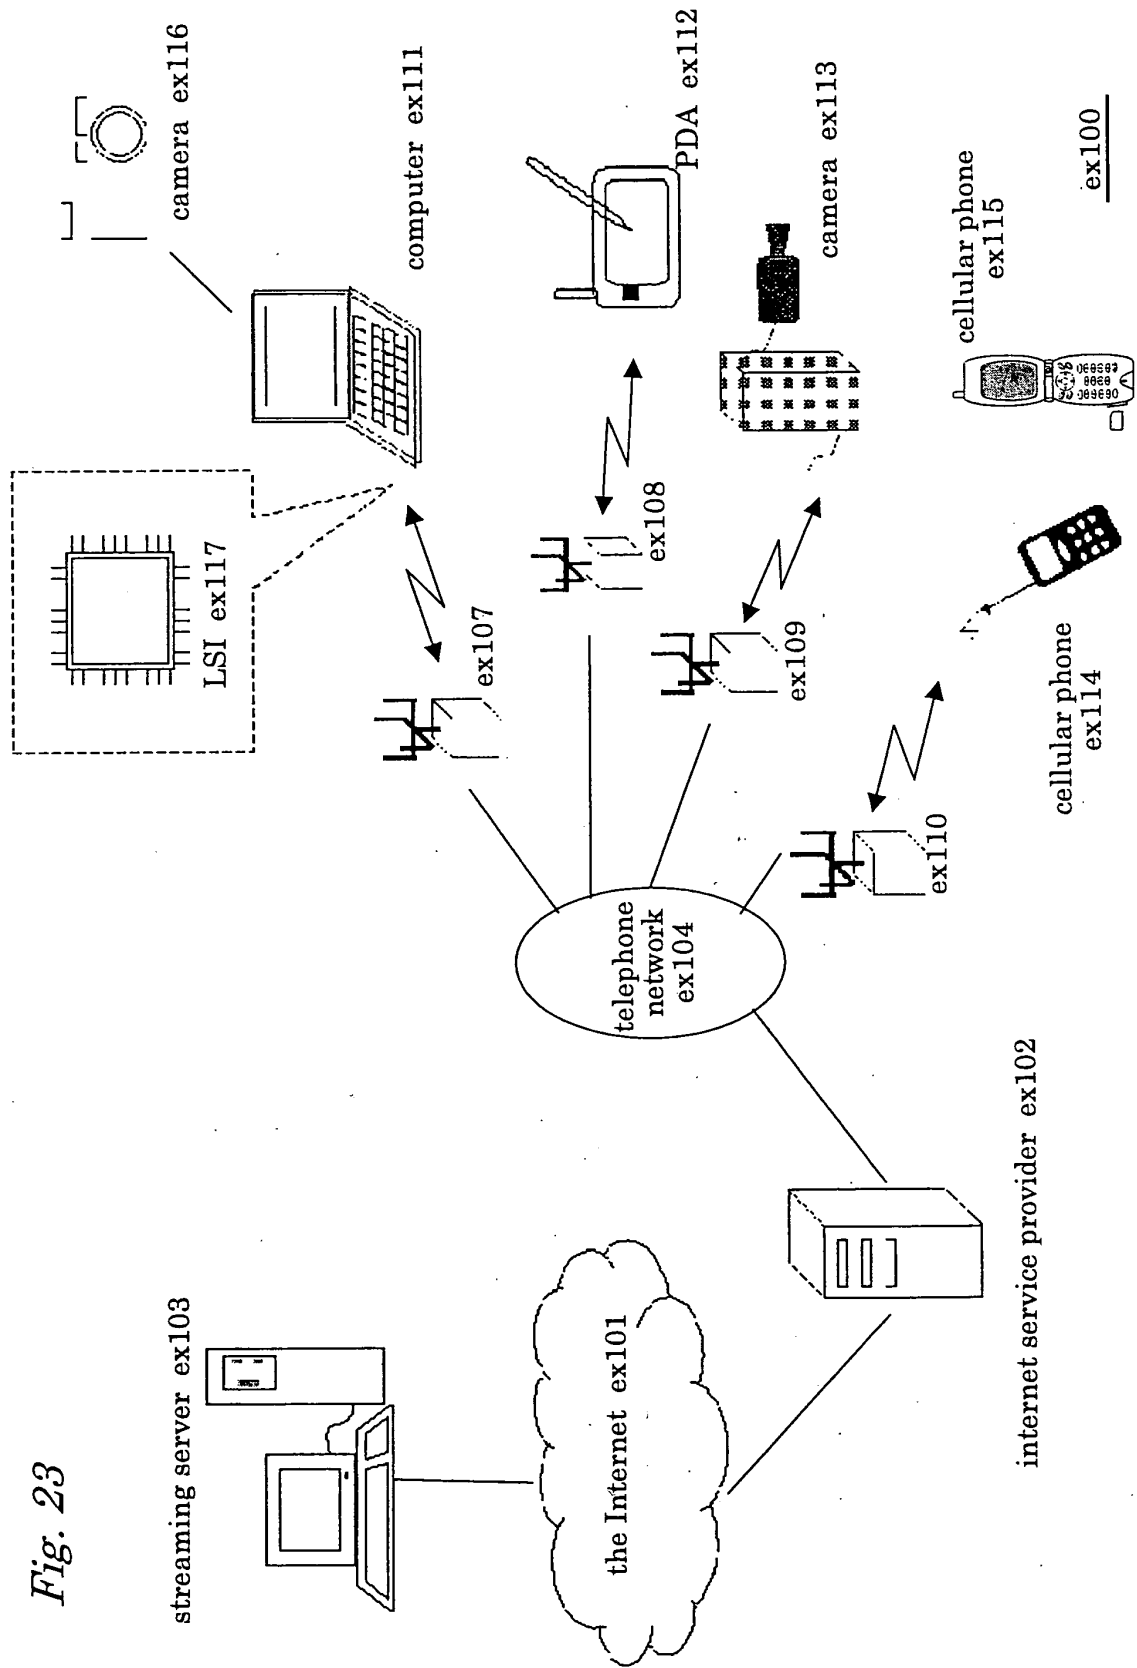 Fig. 23
streaming server ex103
the Internet ex101
internet service provider ex102
telephone
network
ex104
LSI ex117
ex107
ex108
ex109
ex110
camera ex116
computer ex111
PDA ex112
camera ex113
cellular phone
ex114
cellular phone
ex115
ex100